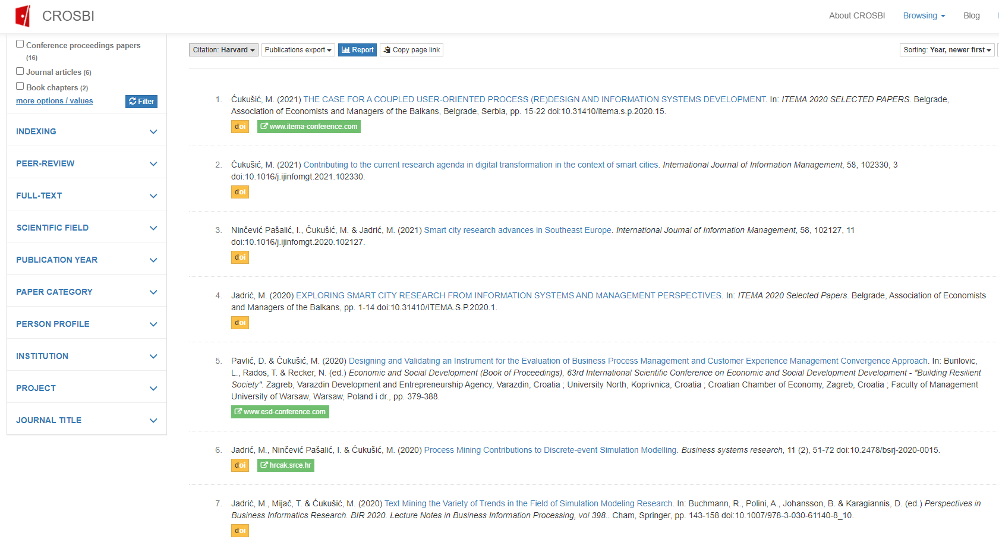 CROSBI
About CROSBI
Browsing
Blog
Conference proceedings papers
(16)
Journal articles (6)
Book chapters (2)
more options / values
Filter
INDEXING
PEER-REVIEW
FULL-TEXT
SCIENTIFIC FIELD
PUBLICATION YEAR
PAPER CATEGORY
PERSON PROFILE
INSTITUTION
PROJECT
JOURNAL TITLE
Citation: Harvard
Publications export
Report
Copy page link
Sorting: Year, newer first
1. Ćukušić, M. (2021) THE CASE FOR A COUPLED USER-ORIENTED PROCESS (RE)DESIGN AND INFORMATION SYSTEMS DEVELOPMENT. In: ITEMA 2020 SELECTED PAPERS. Belgrade,
Association of Economists and Managers of the Balkans, Belgrade, Serbia, pp. 15-22 doi:10.31410/itema.s.p.2020.15.
doi www.itema-conference.com
2. Ćukušić, M. (2021) Contributing to the current research agenda in digital transformation in the context of smart cities. International Journal of Information Management, 58, 102330, 3
doi:10.1016/j.ijinfomgt.2021.102330.
doi
3. Ninčević Pašalić, I., Ćukušić, M. & Jadrić, M. (2021) Smart city research advances in Southeast Europe. International Journal of Information Management, 58, 102127, 11
doi:10.1016/j.ijinfomgt.2020.102127.
doi
4. Jadrić, M. (2020) EXPLORING SMART CITY RESEARCH FROM INFORMATION SYSTEMS AND MANAGEMENT PERSPECTIVES. In: ITEMA 2020 Selected Papers. Belgrade, Association of Economists
and Managers of the Balkans, pp. 1-14 doi:10.31410/ITEMA.S.P.2020.1.
doi
5. Pavlić, D. & Ćukušić, M. (2020) Designing and Validating an Instrument for the Evaluation of Business Process Management and Customer Experience Management Convergence Approach. In: Burilovic,
L., Rados, T. & Recker, N. (ed.) Economic and Social Development (Book of Proceedings), 63rd International Scientific Conference on Economic and Social Development Development - "Building Resilient
Society". Zagreb, Varazdin Development and Entrepreneurship Agency, Varazdin, Croatia ; University North, Koprivnica, Croatia ; Croatian Chamber of Economy, Zagreb, Croatia ; Faculty of Management
University of Warsaw, Warsaw, Poland i dr., pp. 379-388.
www.esd-conference.com
6. Jadrić, M., Ninčević Pašalić, I. & Ćukušić, M. (2020) Process Mining Contributions to Discrete-event Simulation Modelling. Business systems research, 11 (2), 51-72 doi:10.2478/bsrj-2020-0015.
doi hrcak.srce.hr
7. Jadrić, M., Mijač, T. & Ćukušić, M. (2020) Text Mining the Variety of Trends in the Field of Simulation Modeling Research. In: Buchmann, R., Polini, A., Johansson, B. & Karagiannis, D. (ed.) Perspectives in
Business Informatics Research. BIR 2020. Lecture Notes in Business Information Processing, vol 398.. Cham, Springer, pp. 143-158 doi:10.1007/978-3-030-61140-8_10.
doi